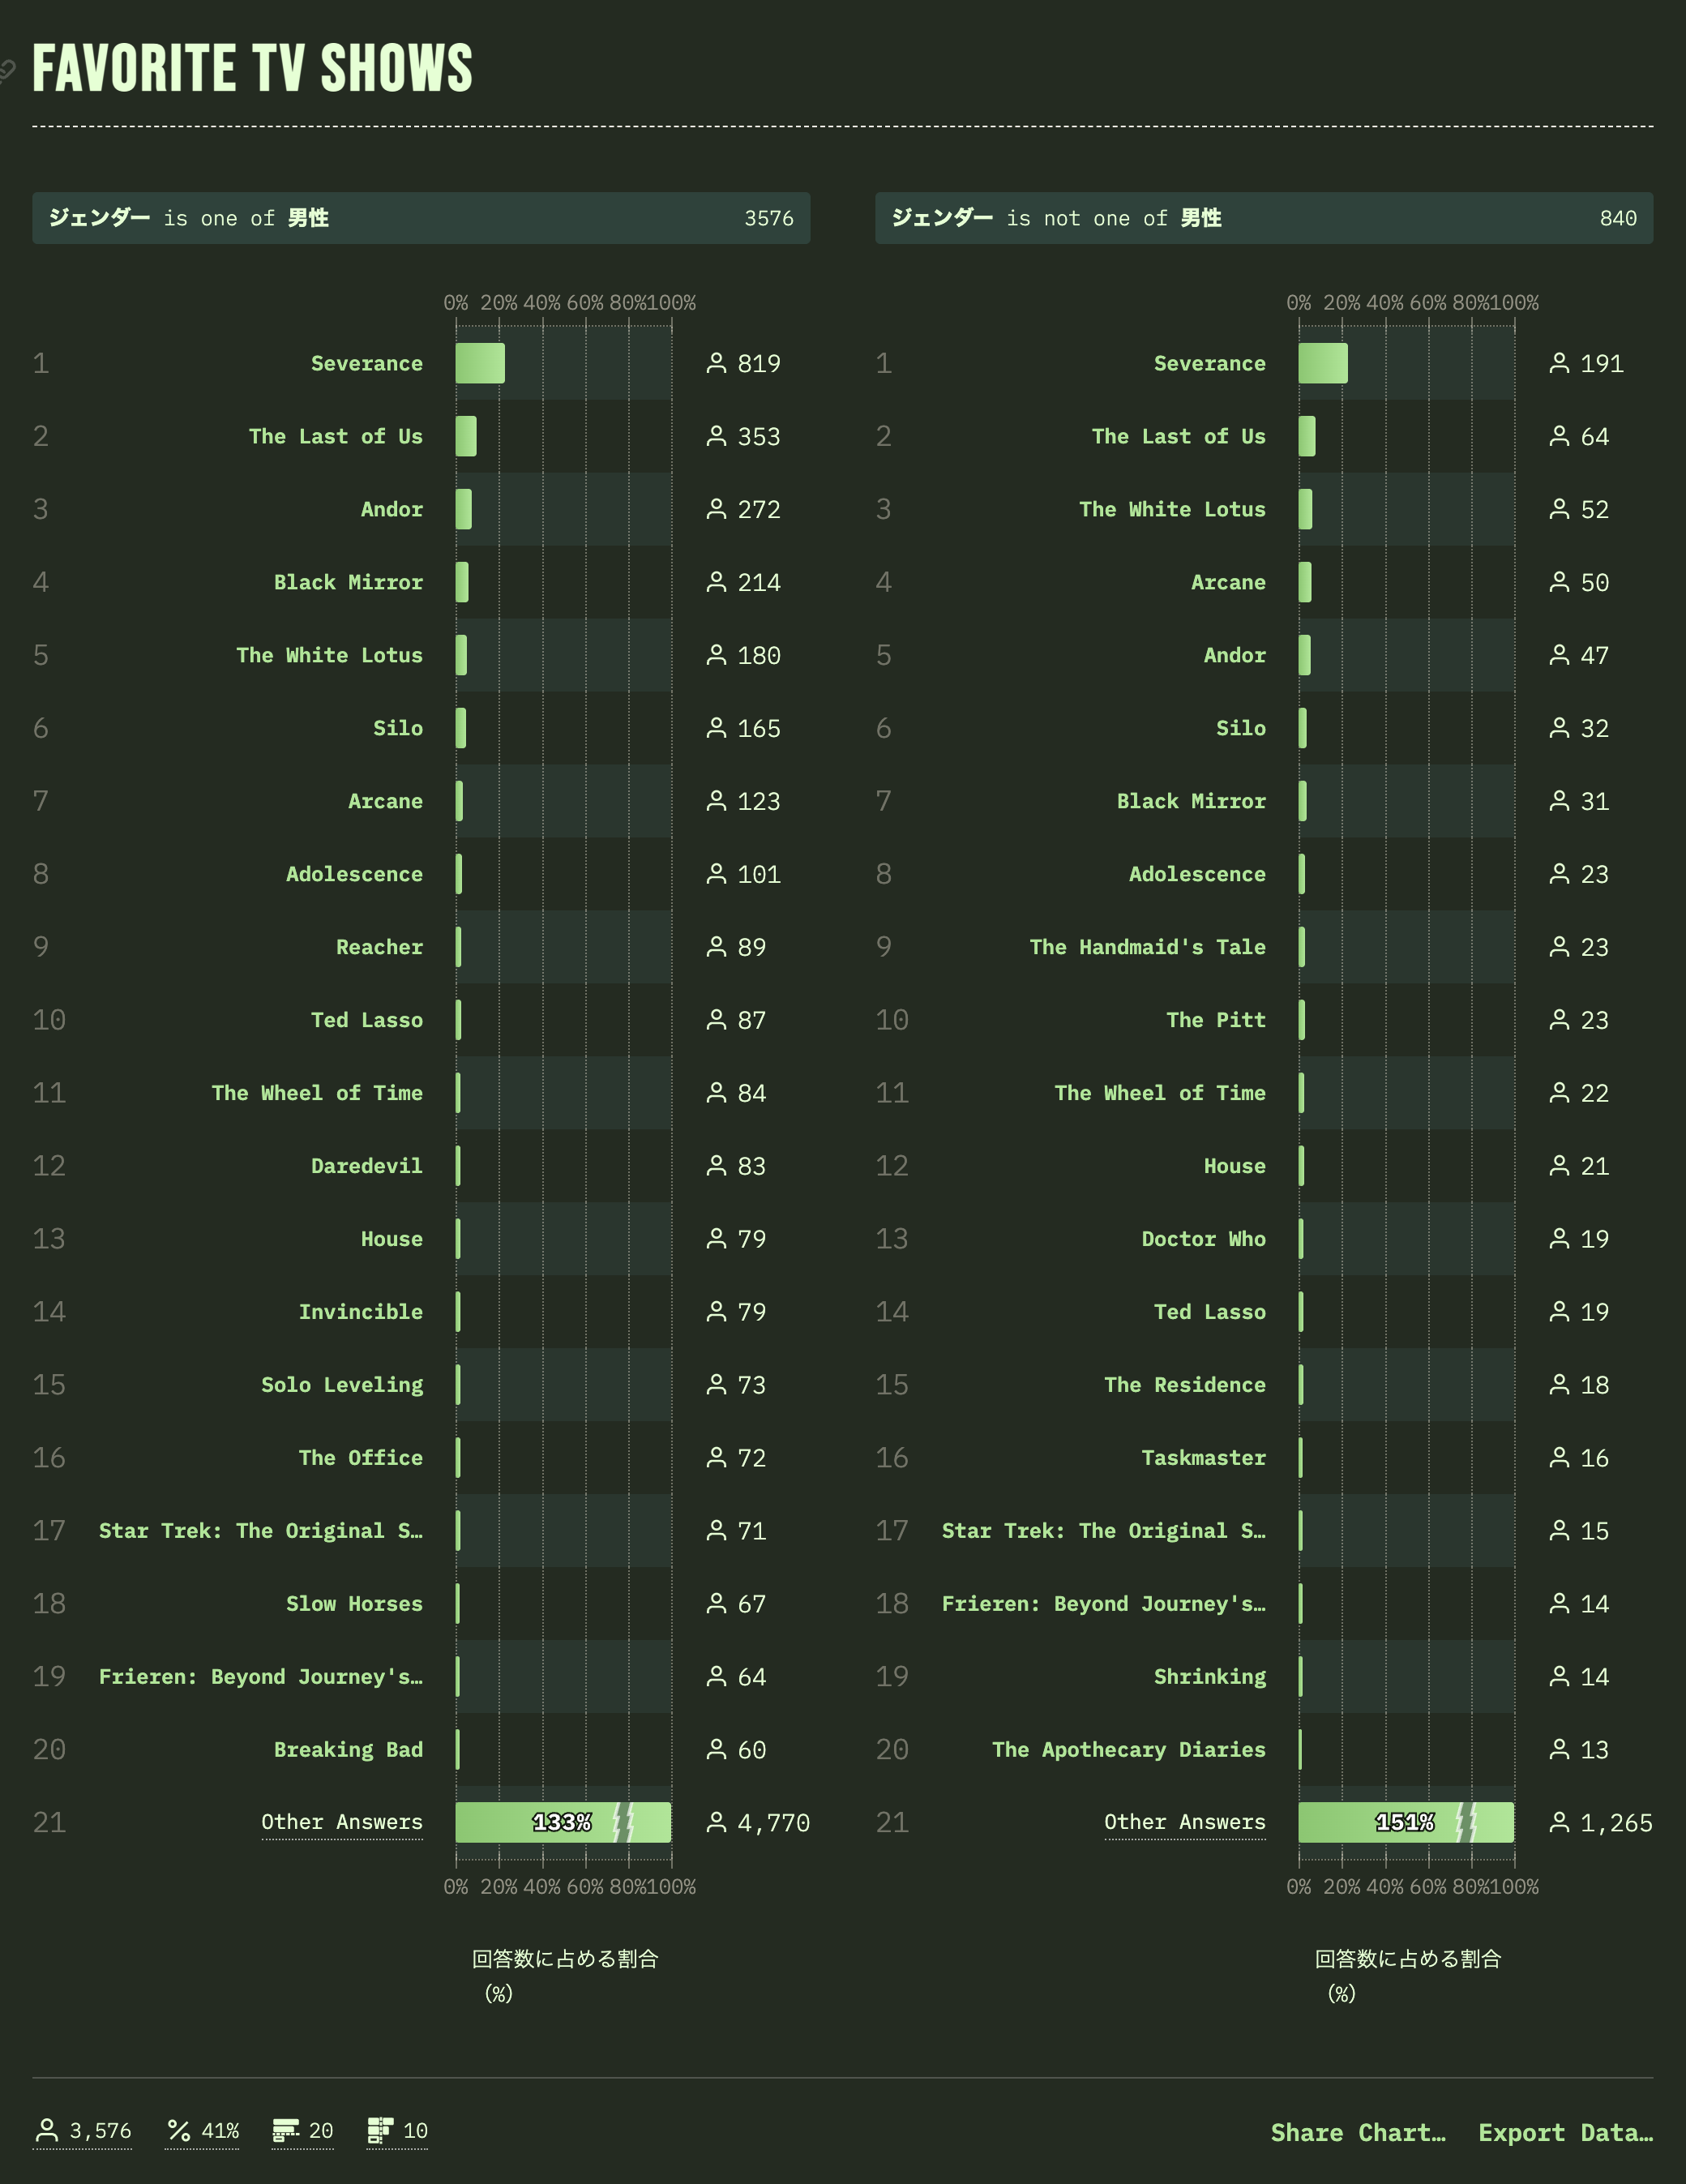 FAVORITE TV SHOWS
ジェンダー is one of 男性 3576
0% 20% 40% 60% 80% 100%
1 Severance 819
2 The Last of Us 353
3 Andor 272
4 Black Mirror 214
5 The White Lotus 180
6 Silo 165
7 Arcane 123
8 Adolescence 101
9 Reacher 89
10 Ted Lasso 87
11 The Wheel of Time 84
12 Daredevil 83
13 House 79
14 Invincible 79
15 Solo Leveling 73
16 The Office 72
17 Star Trek: The Original S… 71
18 Slow Horses 67
19 Frieren: Beyond Journey's… 64
20 Breaking Bad 60
21 Other Answers 133% 4,770
0% 20% 40% 60% 80% 100%
回答数に占める割合
(%)
ジェンダー is not one of 男性 840
0% 20% 40% 60% 80% 100%
1 Severance 191
2 The Last of Us 64
3 The White Lotus 52
4 Arcane 50
5 Andor 47
6 Silo 32
7 Black Mirror 31
8 Adolescence 23
9 The Handmaid's Tale 23
10 The Pitt 23
11 The Wheel of Time 22
12 House 21
13 Doctor Who 19
14 Ted Lasso 19
15 The Residence 18
16 Taskmaster 16
17 Star Trek: The Original S… 15
18 Frieren: Beyond Journey's… 14
19 Shrinking 14
20 The Apothecary Diaries 13
21 Other Answers 151% 1,265
0% 20% 40% 60% 80% 100%
回答数に占める割合
(%)
3,576 41% 20 10 Share Chart… Export Data…